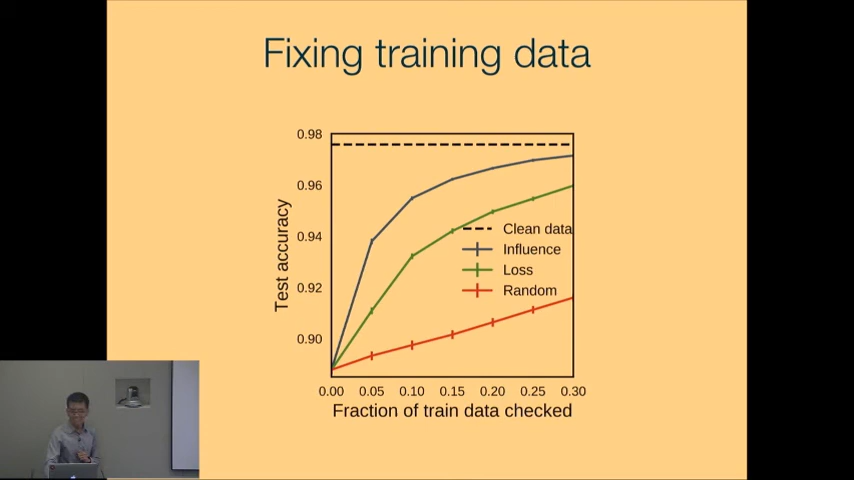 Fixing training data
0.98
0.96
0.94
0.92
0.90
Test accuracy
Clean data
Influence
Loss
Random
0.00 0.05 0.10 0.15 0.20 0.25 0.30
Fraction of train data checked